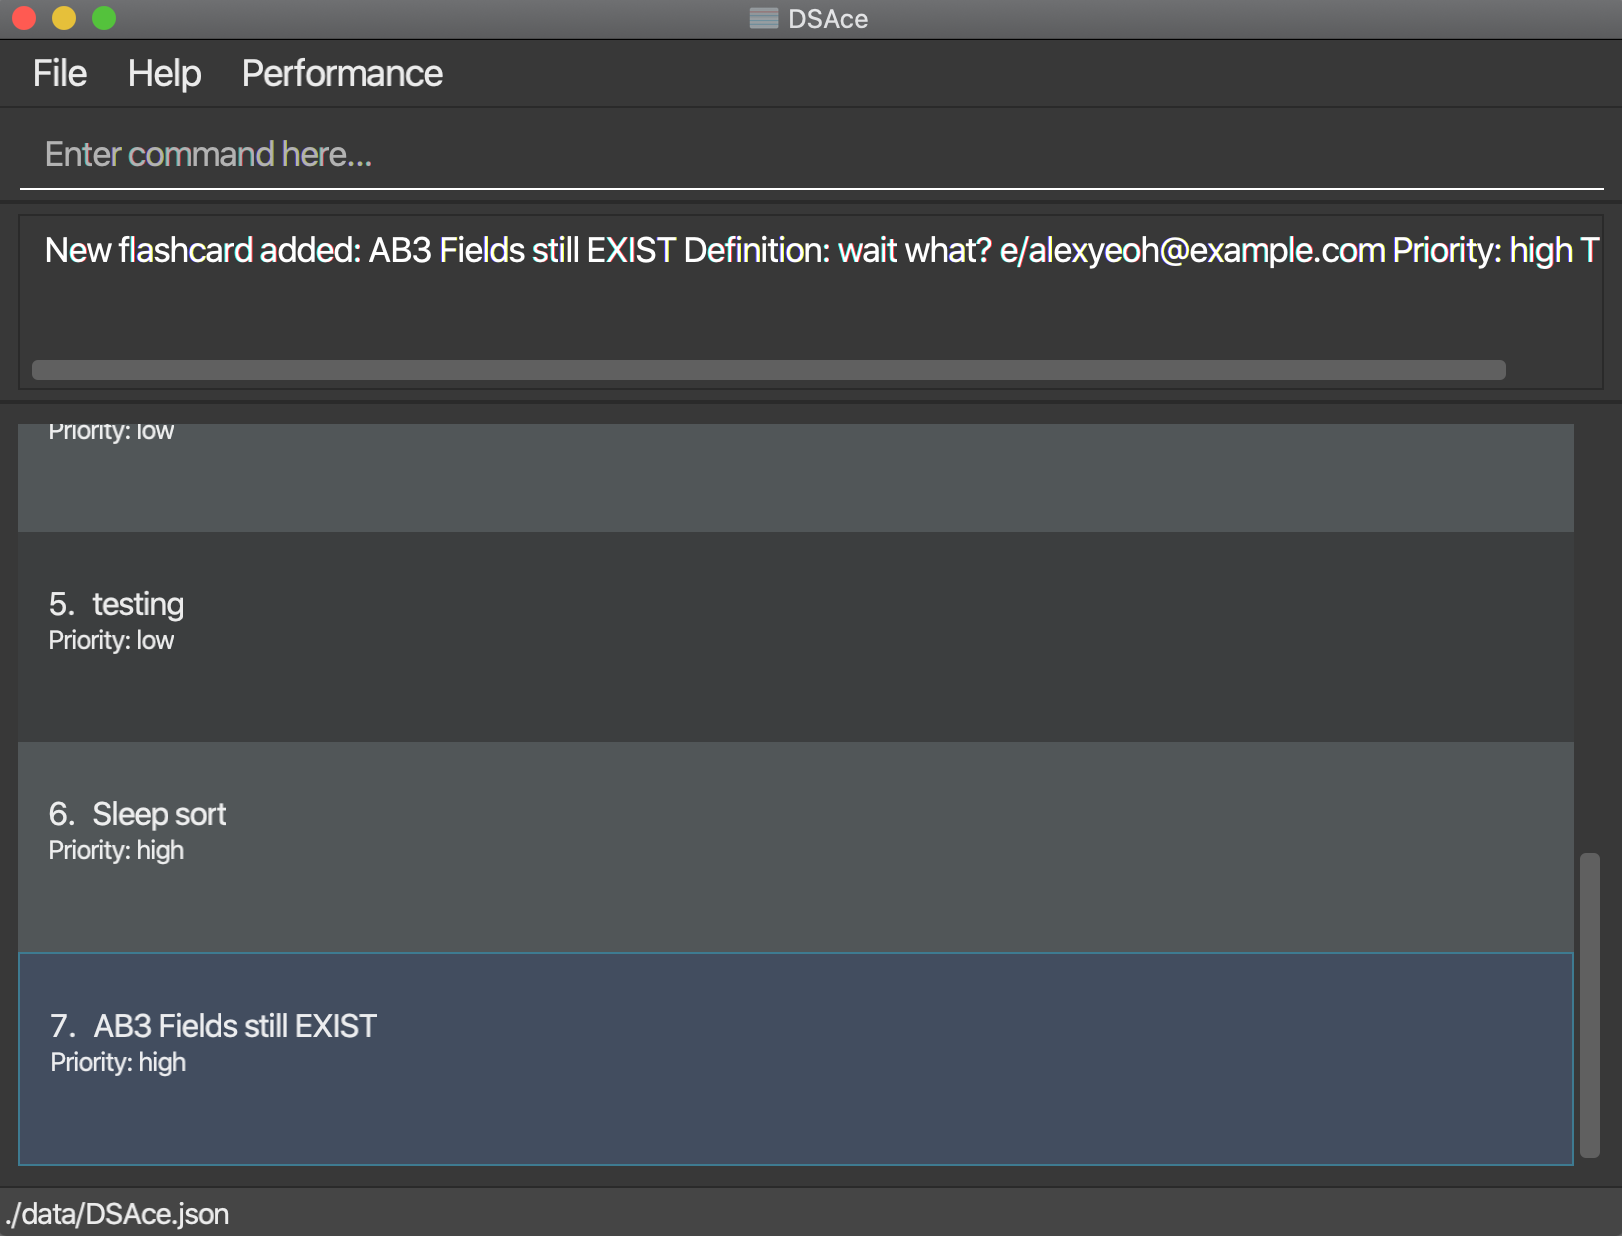 DSAce
File Help Performance
Enter command here...
New flashcard added: AB3 Fields still EXIST Definition: wait what? e/alexyeoh@example.com Priority: high T
Priority: low
5. testing
Priority: low
6. Sleep sort
Priority: high
7. AB3 Fields still EXIST
Priority: high
./data/DSAce.json